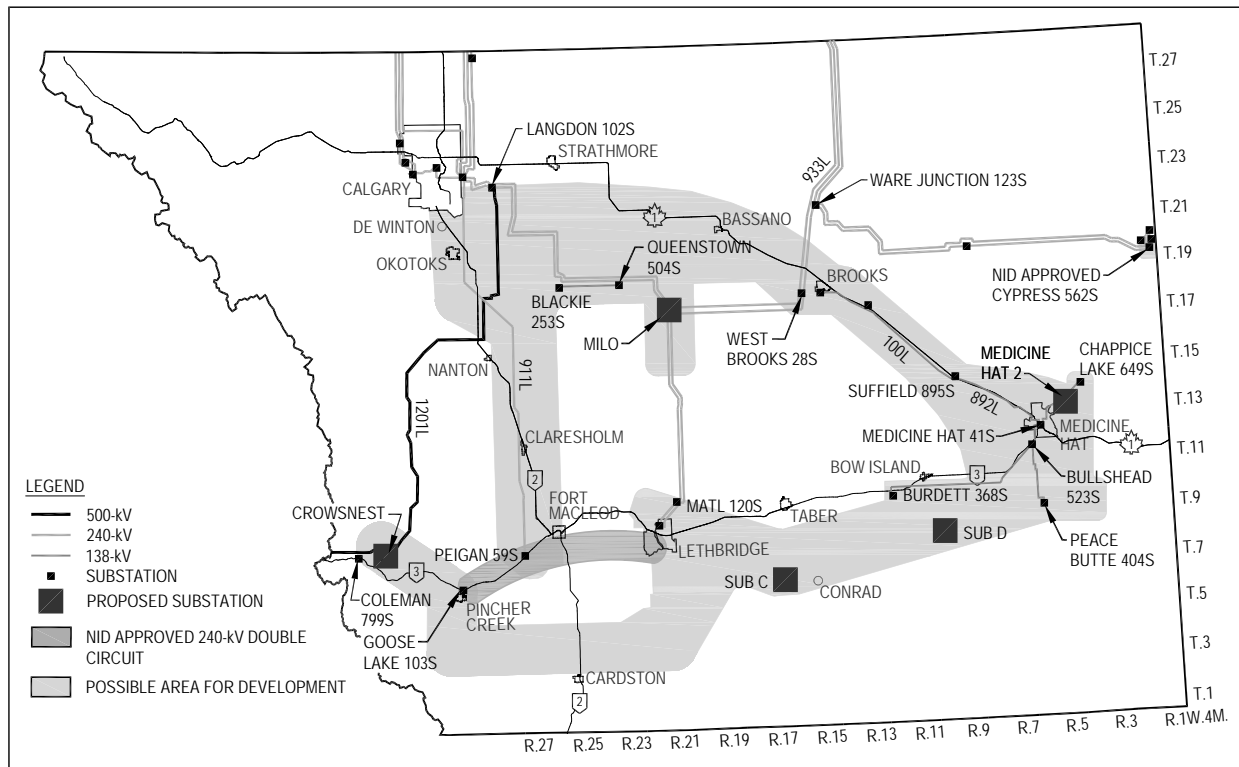 T.27
T.25
LANGDON 102S
STRATHMORE
T.23
933L
WARE JUNCTION 123S
CALGARY
T.21
1
BASSANO
DE WINTON
QUEENSTOWN
504S
T.19
OKOTOKS
BROOKS
NID APPROVED
CYPRESS 562S
T.17
BLACKIE
253S
MILO
WEST
BROOKS 28S
100L
MEDICINE
HAT 2
CHAPPICE
LAKE 649S
T.15
NANTON
911L
SUFFIELD 895S
892L
T.13
1201L
MEDICINE HAT 41S
MEDICINE
HAT
1
T.11
CLARESHOLM
BOW ISLAND
3
BULLSHEAD
523S
LEGEND
500-kV
240-kV
138-kV
SUBSTATION
PROPOSED SUBSTATION
NID APPROVED 240-kV DOUBLE
CIRCUIT
POSSIBLE AREA FOR DEVELOPMENT
2
FORT
MACLEOD
MATL 120S
TABER
BURDETT 368S
T.9
CROWSNEST
PEIGAN 59S
LETHBRIDGE
SUB D
PEACE
BUTTE 404S
T.7
3
SUB C
CONRAD
T.5
COLEMAN
799S
PINCHER
CREEK
GOOSE
LAKE 103S
T.3
CARDSTON
2
T.1
R.27
R.25
R.23
R.21
R.19
R.17
R.15
R.13
R.11
R.9
R.7
R.5
R.3
R.1W.4M.